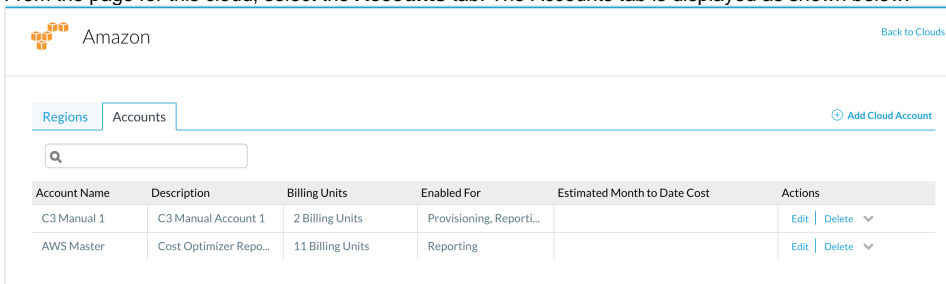 From the page for this cloud, select the Accounts tab. The Accounts tab is displayed as shown below.
Amazon
Back to Clouds
Regions Accounts
Add Cloud Account
Account Name Description Billing Units Enabled For Estimated Month to Date Cost Actions
C3 Manual 1 C3 Manual Account 1 2 Billing Units Provisioning, Reporti... Edit | Delete
AWS Master Cost Optimizer Repo... 11 Billing Units Reporting Edit | Delete